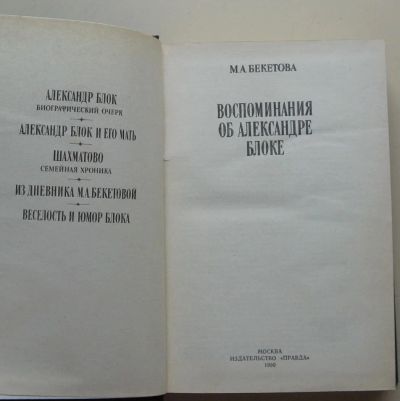 АЛЕКСАНДР БЛОК
БИОГРАФИЧЕСКИЙ ОЧЕРК
АЛЕКСАНДР БЛОК И ЕГО МАТЬ
ШАХМАТОВО
СЕМЕЙНАЯ ХРОНИКА
ИЗ ДНЕВНИКА М.А.БЕКЕТОВОЙ
ВЕСЕЛОСТЬ И ЮМОР БЛОКА
М.А.БЕКЕТОВА
ВОСПОМИНАНИЯ
ОБ АЛЕКСАНДРЕ
БЛОКЕ
МОСКВА
ИЗДАТЕЛЬСТВО «ПРАВДА»
1990